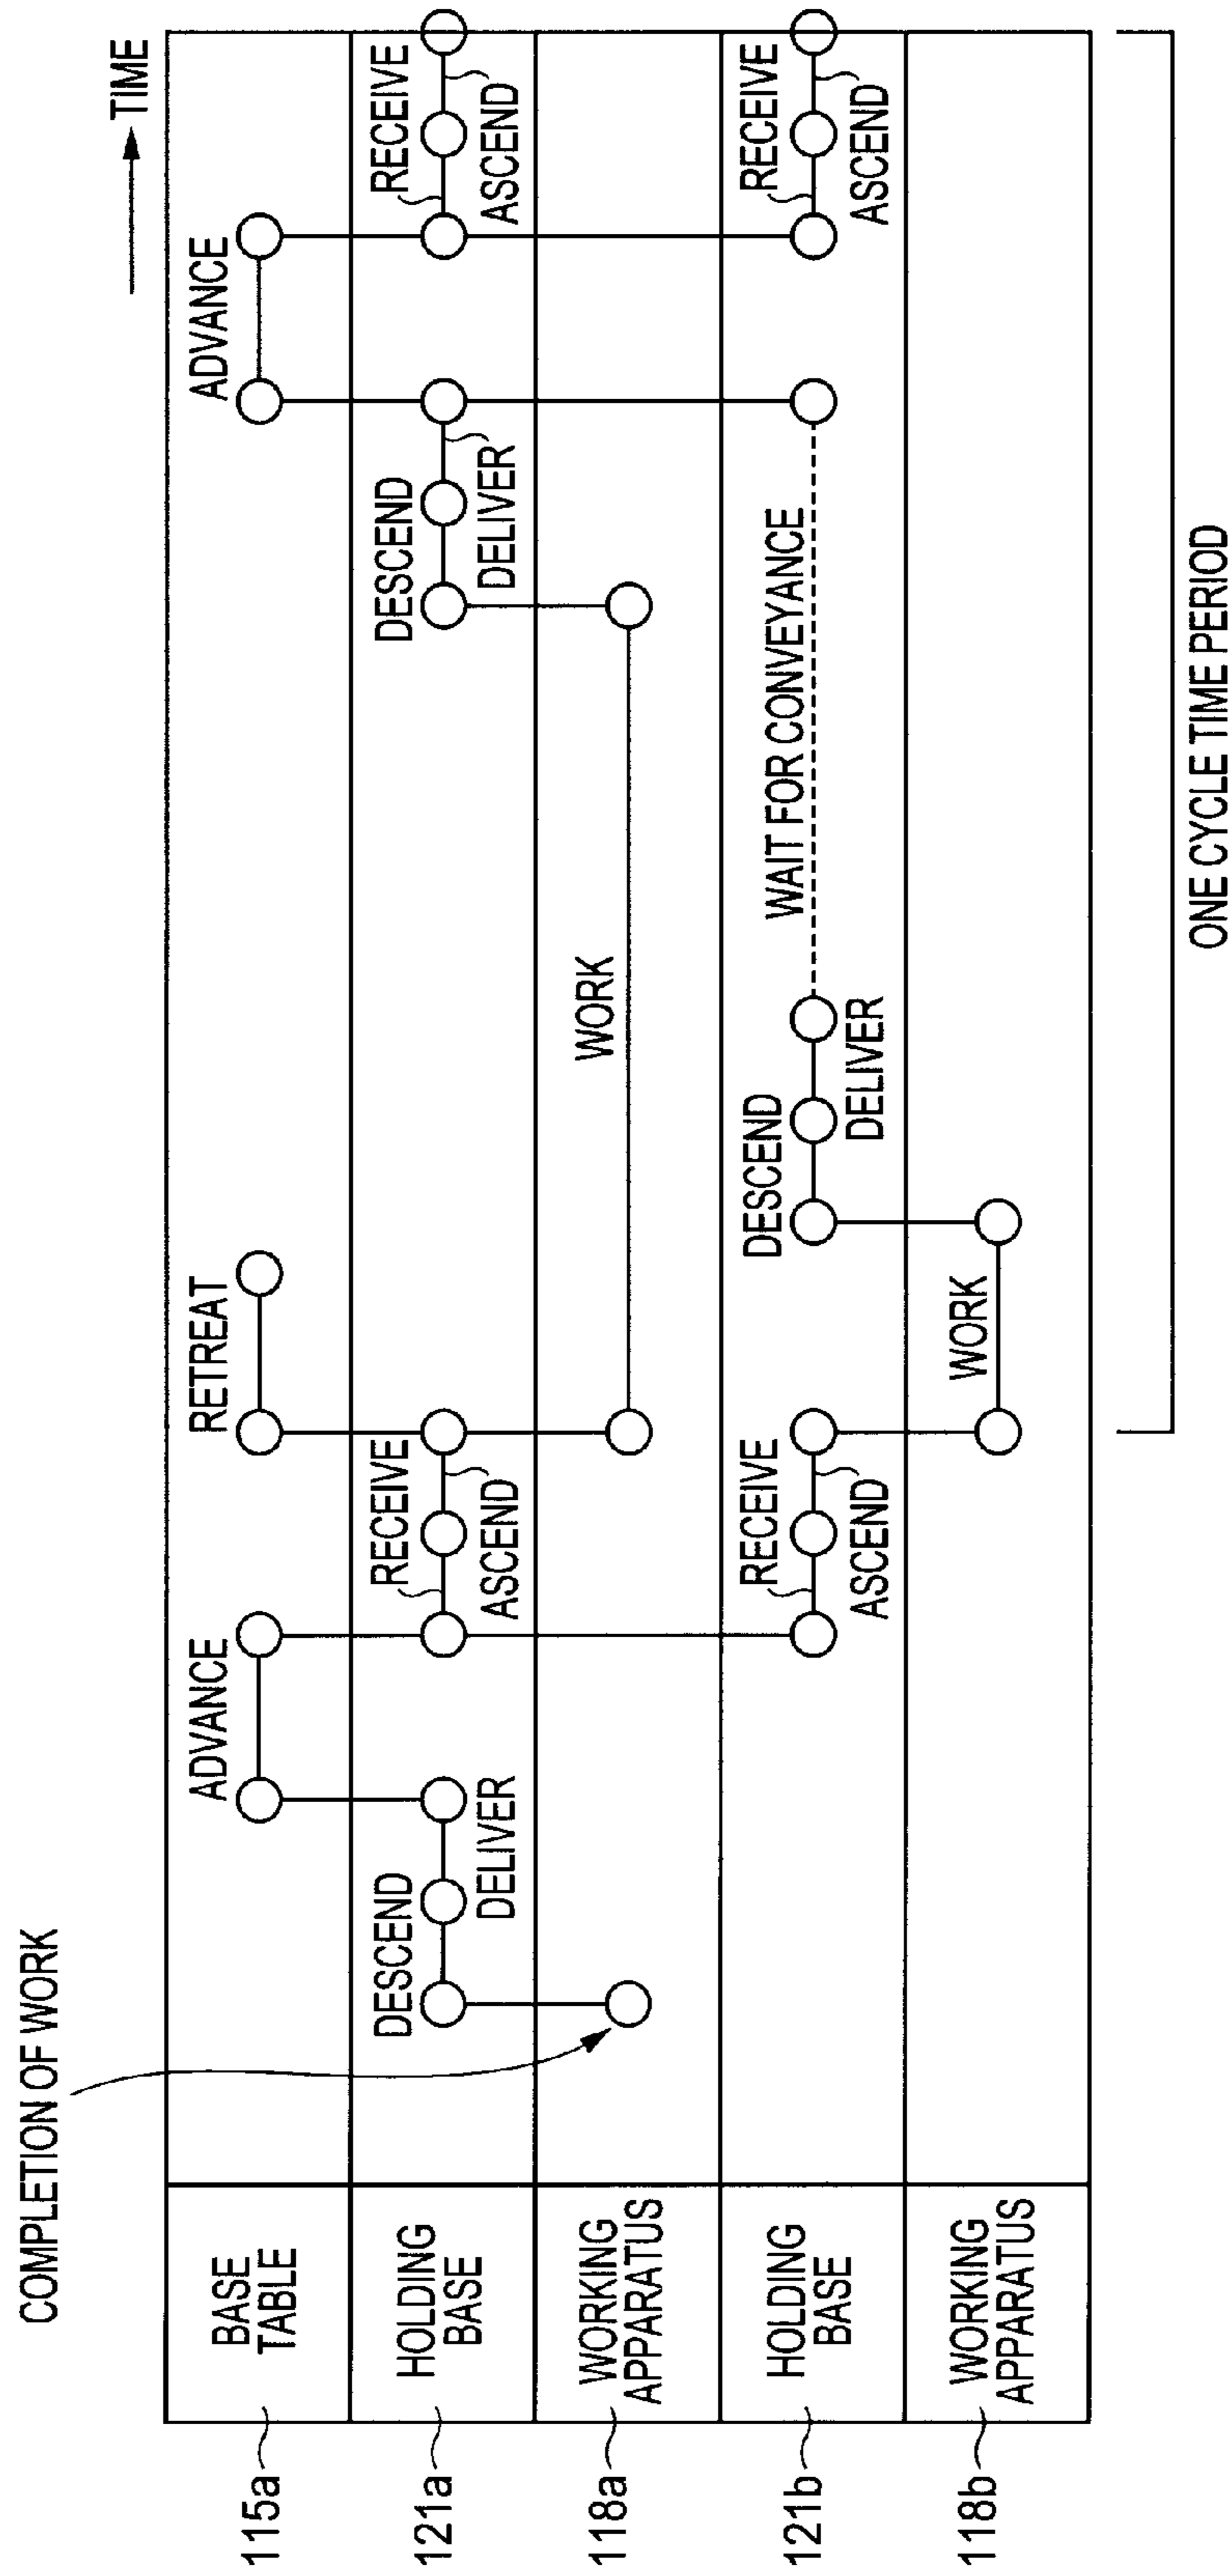 COMPLETION OF WORK
TIME
115a
BASE
TABLE
ADVANCE
RETREAT
ADVANCE
121a
HOLDING
BASE
DESCEND
DELIVER
RECEIVE
ASCEND
DESCEND
DELIVER
RECEIVE
ASCEND
118a
WORKING
APPARATUS
WORK
121b
HOLDING
BASE
RECEIVE
ASCEND
DESCEND
DELIVER
WAIT FOR CONVEYANCE
RECEIVE
ASCEND
118b
WORKING
APPARATUS
WORK
ONE CYCLE TIME PERIOD